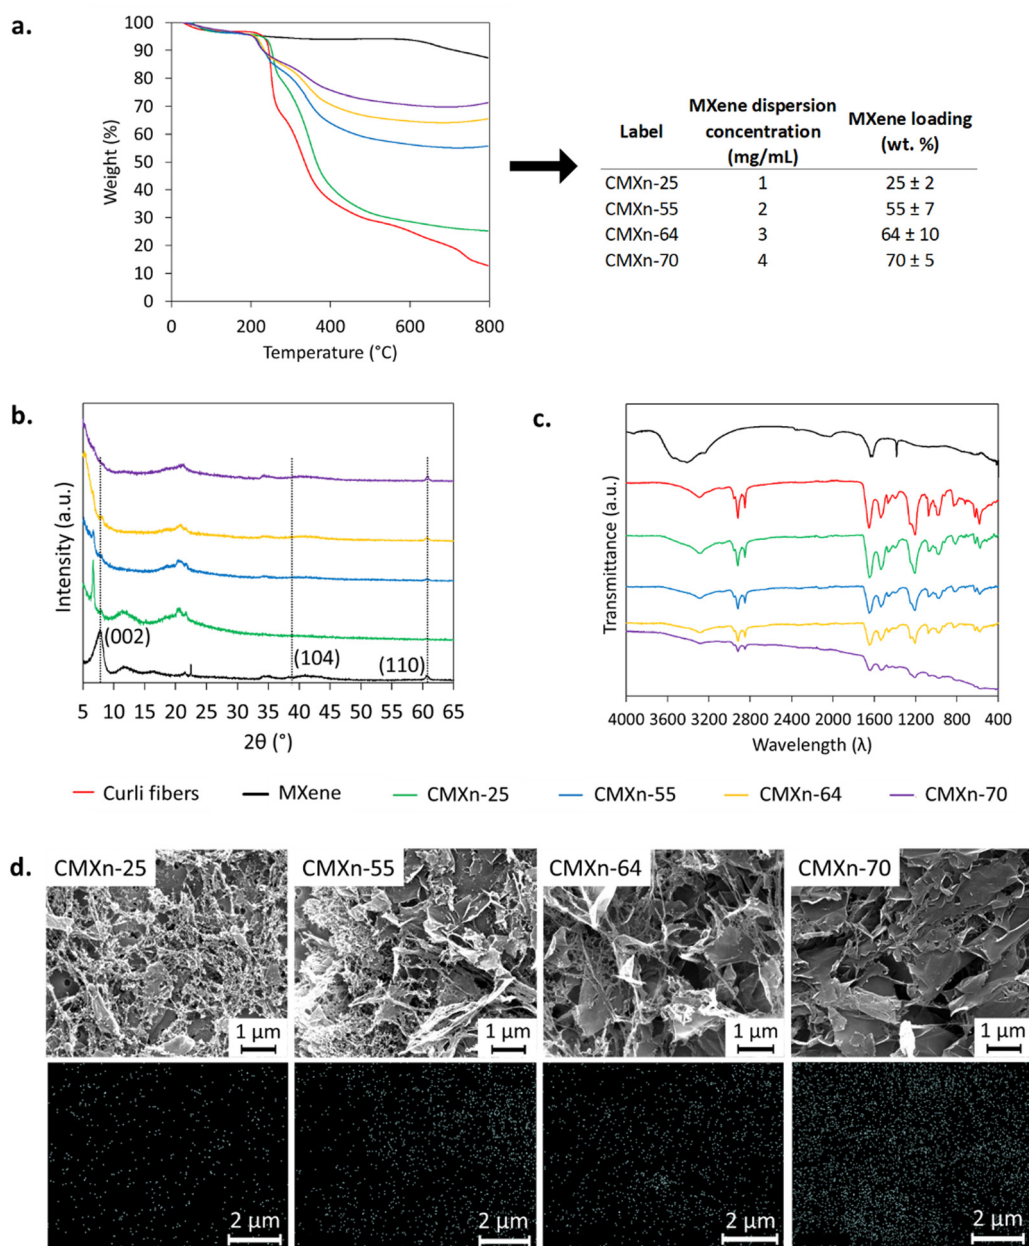 a.
100
90
80
70
60
50
40
30
20
10
0
Weight (%)
0 200 400 600 800
Temperature (°C)
Label MXene dispersion concentration (mg/mL) MXene loading (wt. %)
CMXn-25 1 25 ± 2
CMXn-55 2 55 ± 7
CMXn-64 3 64 ± 10
CMXn-70 4 70 ± 5
b.
Intensity (a.u.)
(002)
(104)
(110)
5 10 15 20 25 30 35 40 45 50 55 60 65
2θ (°)
c.
Transmittance (a.u.)
4000 3600 3200 2800 2400 2000 1600 1200 800 400
Wavelength (λ)
Curli fibers MXene CMXn-25 CMXn-55 CMXn-64 CMXn-70
d.
CMXn-25 CMXn-55 CMXn-64 CMXn-70
1 µm 1 µm 1 µm 1 µm
2 µm 2 µm 2 µm 2 µm